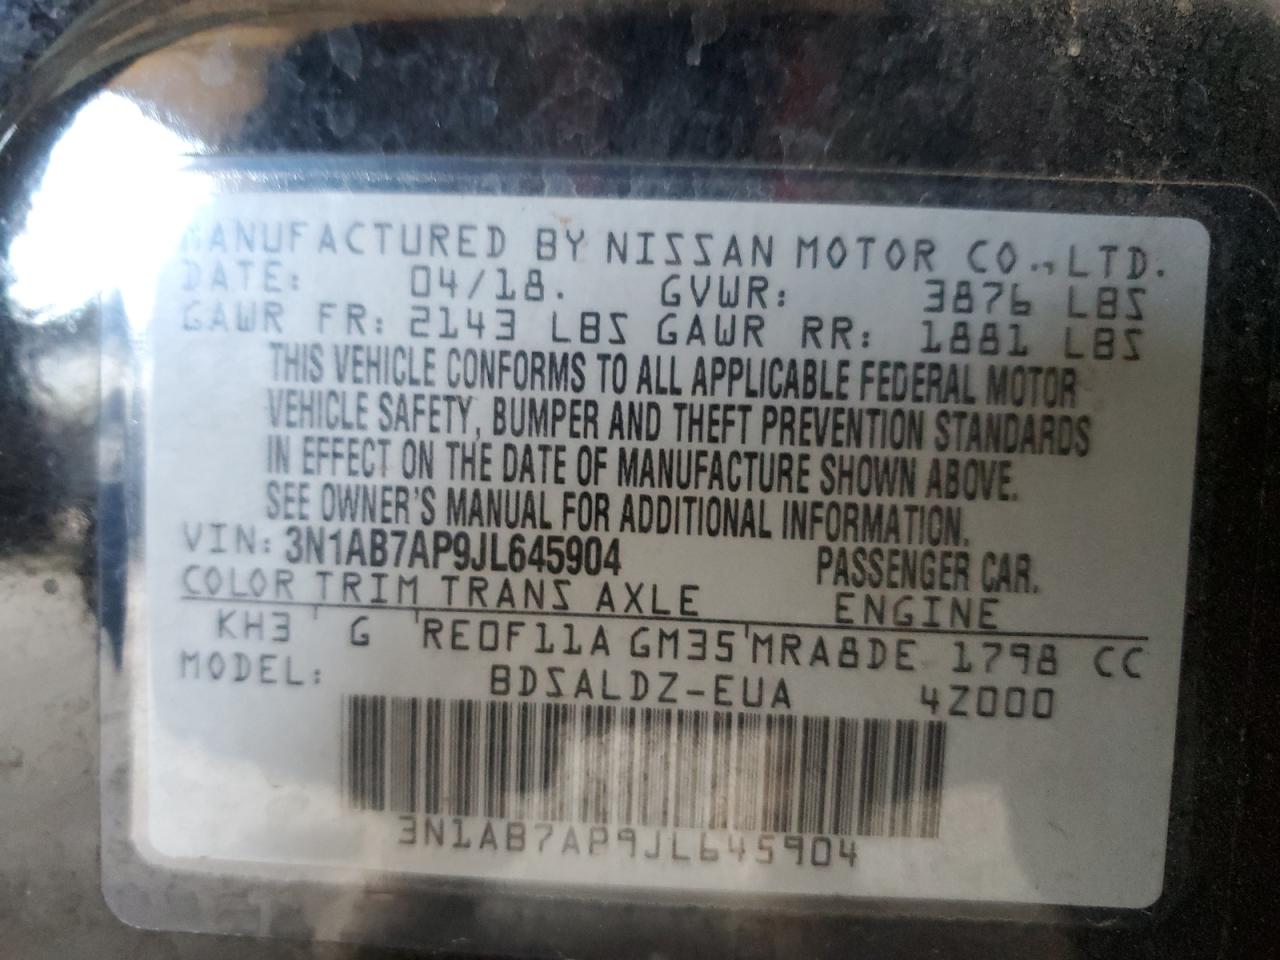 MANUFACTURED BY NISSAN MOTOR CO., LTD.
DATE: 04/18. GVWR: 3876 LBS
GAWR FR: 2143 LBS GAWR RR: 1881 LBS
THIS VEHICLE CONFORMS TO ALL APPLICABLE FEDERAL MOTOR
VEHICLE SAFETY, BUMPER AND THEFT PREVENTION STANDARDS
IN EFFECT ON THE DATE OF MANUFACTURE SHOWN ABOVE.
SEE OWNER'S MANUAL FOR ADDITIONAL INFORMATION.
VIN: 3N1AB7AP9JL645904 PASSENGER CAR.
COLOR TRIM TRANS AXLE ENGINE
KH3 G RE0F11A GM35 MRA8DE 1798 CC
MODEL: BDSALDZ-EUA 4Z000
3N1AB7AP9JL645904